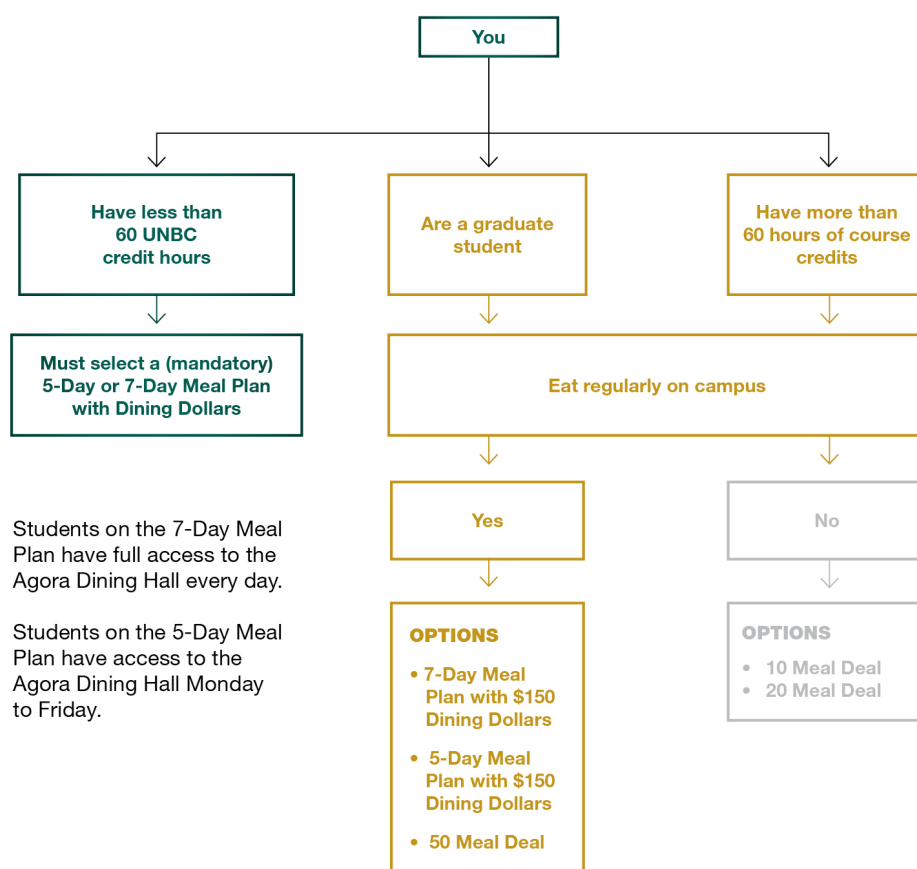 You
Have less than
60 UNBC
credit hours
Are a graduate
student
Have more than
60 hours of course
credits
Must select a (mandatory)
5-Day or 7-Day Meal Plan
with Dining Dollars
Eat regularly on campus
Yes
No
Students on the 7-Day Meal
Plan have full access to the
Agora Dining Hall every day.
Students on the 5-Day Meal
Plan have access to the
Agora Dining Hall Monday
to Friday.
OPTIONS
• 7-Day Meal
Plan with $150
Dining Dollars
• 5-Day Meal
Plan with $150
Dining Dollars
• 50 Meal Deal
OPTIONS
• 10 Meal Deal
• 20 Meal Deal